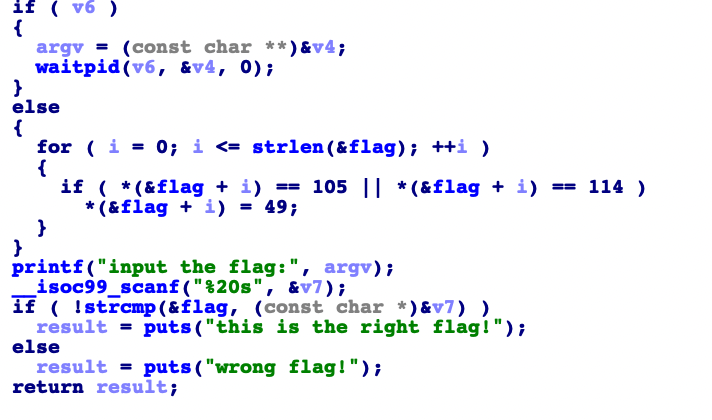 if ( v6 )
{
argv = (const char **)&v4;
waitpid(v6, &v4, 0);
}
else
{
for ( i = 0; i <= strlen(&flag); ++i )
{
if ( *(&flag + i) == 105 || *(&flag + i) == 114 )
*(&flag + i) = 49;
}
}
printf("input the flag:", argv);
__isoc99_scanf("%20s", &v7);
if ( !strcmp(&flag, (const char *)&v7) )
result = puts("this is the right flag!");
else
result = puts("wrong flag!");
return result;